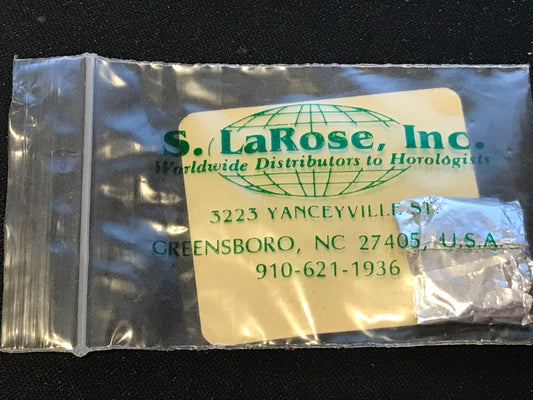 S. LaRose, Inc.
Worldwide Distributors to Horologists
3223 YANCEYVILLE ST.
GREENSBORO, NC 27405, U.S.A.
910-621-1936